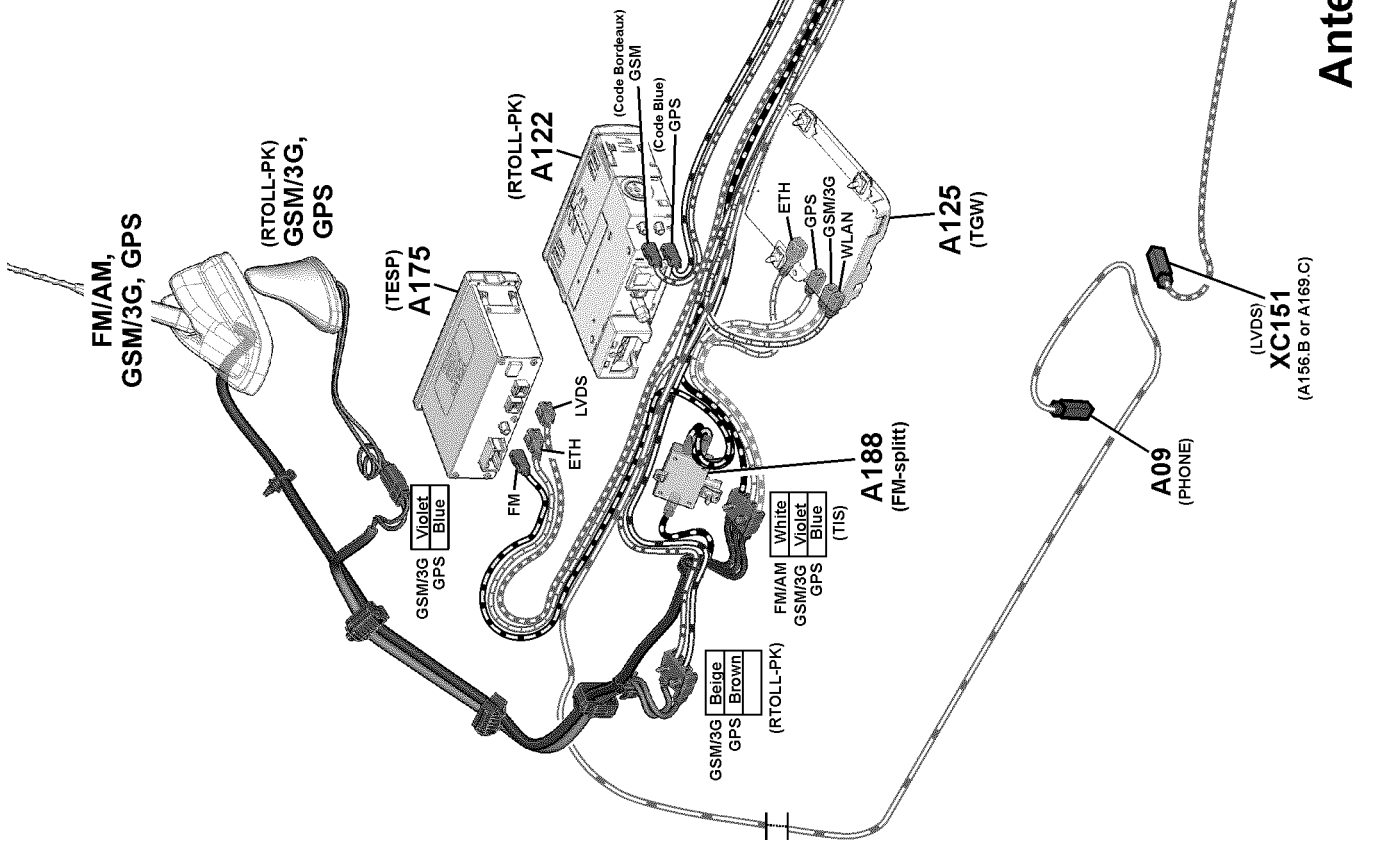 FM/AM,
GSM/3G, GPS
(RTOLL-PK)
GSM/3G,
GPS
(TESP)
A175
(RTOLL-PK)
A122
(Code Bordeaux)
GSM
(Code Blue)
GPS
FM
ETH
LVDS
GSM/3G Violet
GPS Blue
ETH
GPS
GSM/3G
WLAN
A125
(TGW)
A188
(FM-splitt)
FM/AM White
GSM/3G Violet
GPS Blue
(TIS)
GSM/3G Beige
GPS Brown
(RTOLL-PK)
A09
(PHONE)
(LVDS)
XC151
(A156.B or A169.C)
Ante